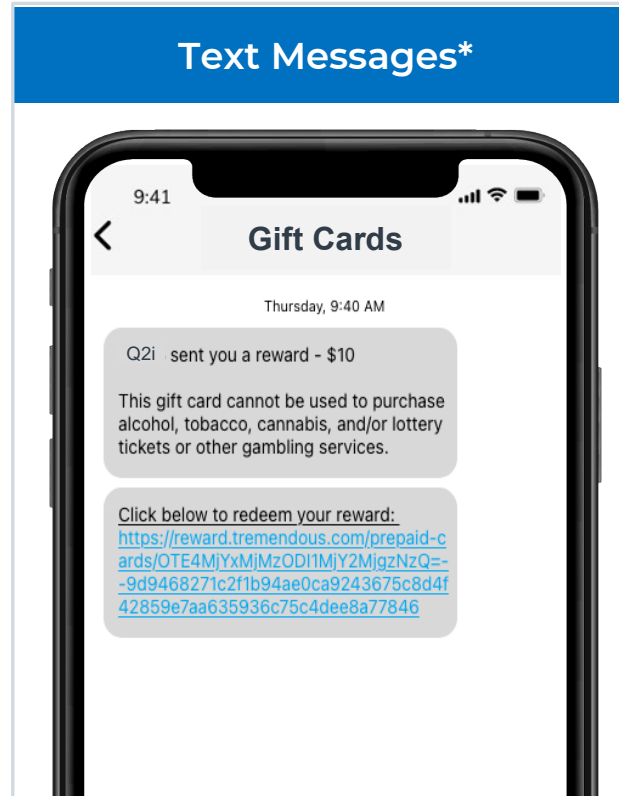 Text Messages*
9:41
Gift Cards
Thursday, 9:40 AM
Q2i sent you a reward - $10
This gift card cannot be used to purchase
alcohol, tobacco, cannabis, and/or lottery
tickets or other gambling services.
Click below to redeem your reward:
https://reward.tremendous.com/prepaid-c
ards/OTE4MjYxMjMzODI1MjY2MjgzNzQ=-
-9d9468271c2f1b94ae0ca9243675c8d4f
42859e7aa635936c75c4dee8a77846